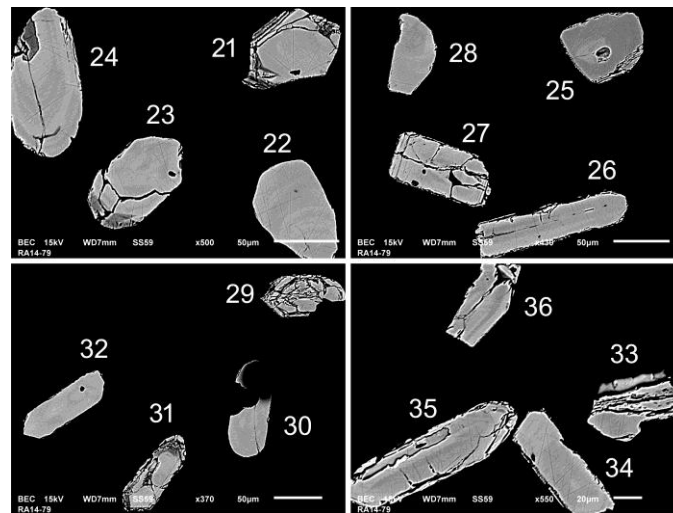 24
21
23
22
BEC 15kV WD7mm SS59 x500 50µm
RA14-79
28
25
27
26
BEC 15kV WD7mm SS59 x430 50µm
RA14-79
29
32
31
30
BEC 15kV WD7mm SS59 x370 50µm
RA14-79
36
33
35
34
BEC 15kV WD7mm SS59 x550 20µm
RA14-79